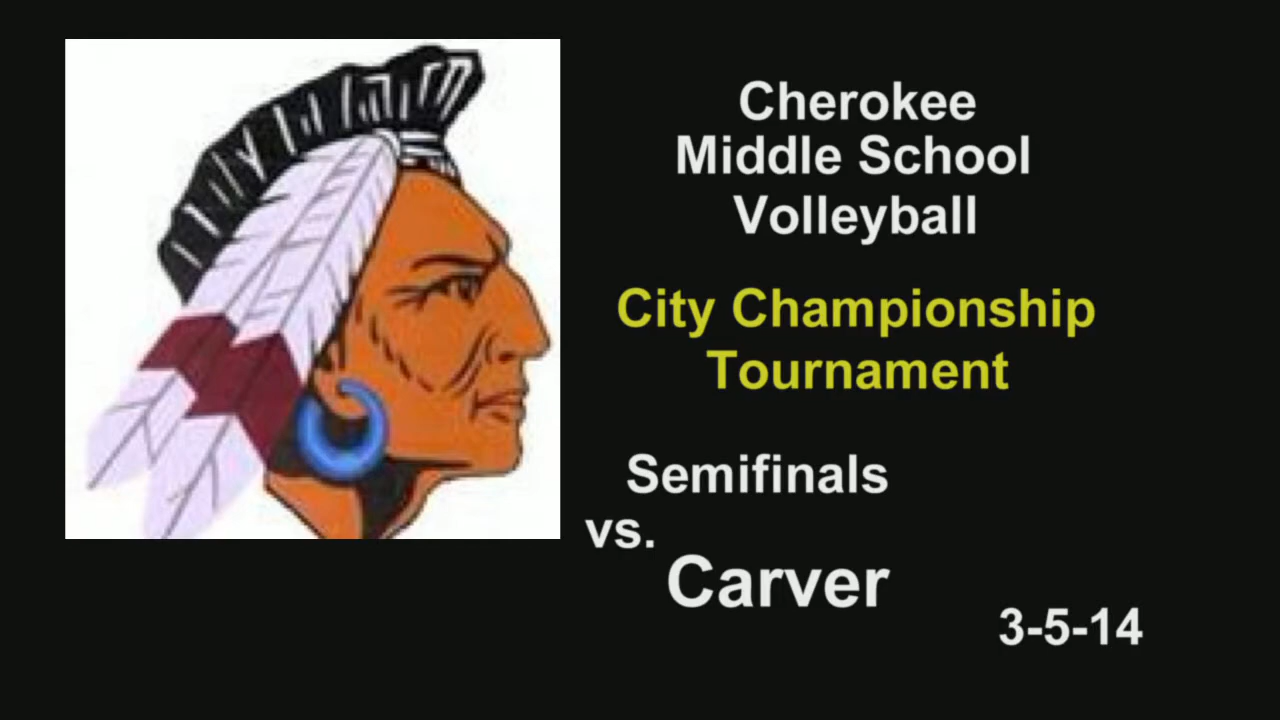 Cherokee
Middle School
Volleyball
City Championship
Tournament
Semifinals
vs.
Carver
3-5-14